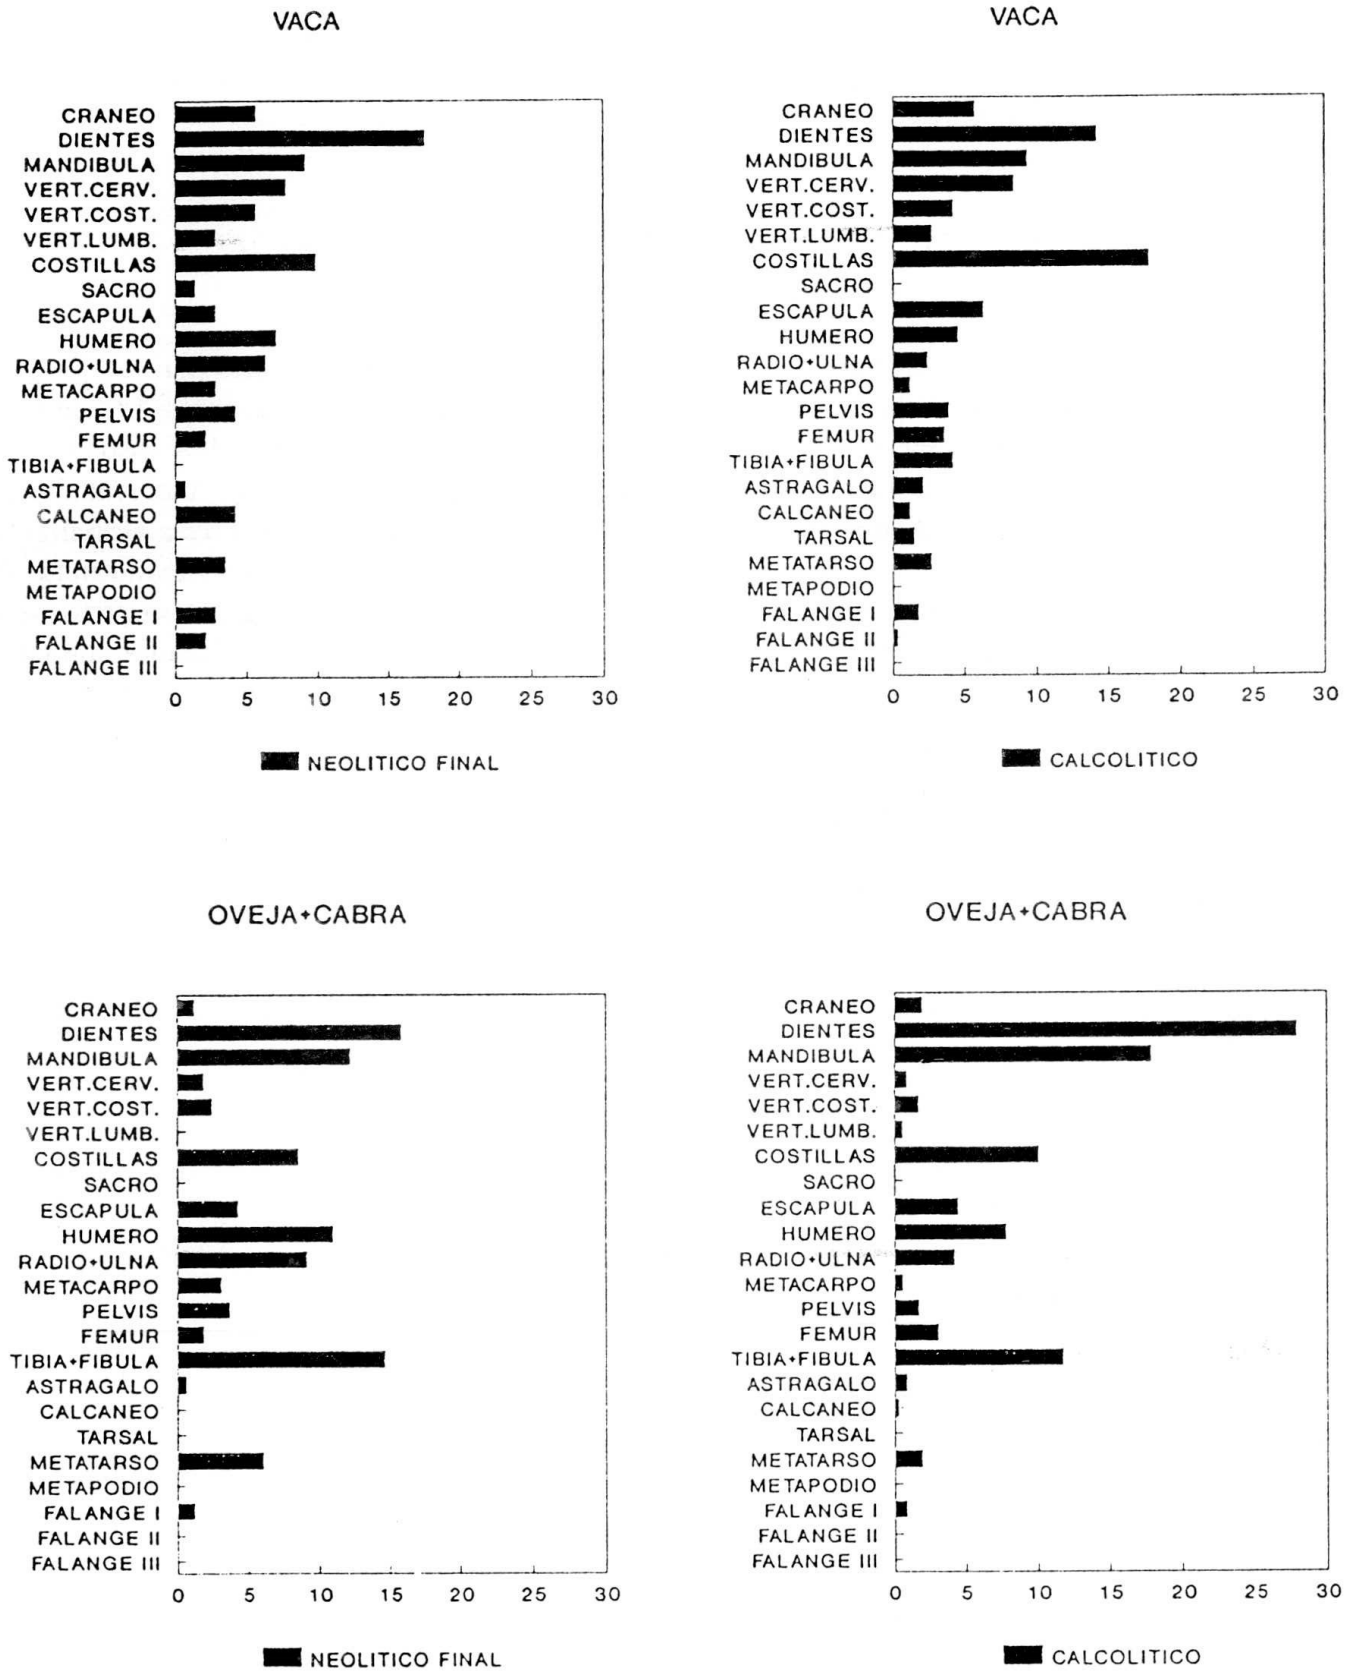 VACA
CRANEO
DIENTES
MANDIBULA
VERT.CERV.
VERT.COST.
VERT.LUMB.
COSTILLAS
SACRO
ESCAPULA
HUMERO
RADIO+ULNA
METACARPO
PELVIS
FEMUR
TIBIA+FIBULA
ASTRAGALO
CALCANEO
TARSAL
METATARSO
METAPODIO
FALANGE I
FALANGE II
FALANGE III
0 5 10 15 20 25 30
NEOLITICO FINAL
VACA
CRANEO
DIENTES
MANDIBULA
VERT.CERV.
VERT.COST.
VERT.LUMB.
COSTILLAS
SACRO
ESCAPULA
HUMERO
RADIO+ULNA
METACARPO
PELVIS
FEMUR
TIBIA+FIBULA
ASTRAGALO
CALCANEO
TARSAL
METATARSO
METAPODIO
FALANGE I
FALANGE II
FALANGE III
0 5 10 15 20 25 30
CALCOLITICO
OVEJA+CABRA
CRANEO
DIENTES
MANDIBULA
VERT.CERV.
VERT.COST.
VERT.LUMB.
COSTILLAS
SACRO
ESCAPULA
HUMERO
RADIO+ULNA
METACARPO
PELVIS
FEMUR
TIBIA+FIBULA
ASTRAGALO
CALCANEO
TARSAL
METATARSO
METAPODIO
FALANGE I
FALANGE II
FALANGE III
0 5 10 15 20 25 30
NEOLITICO FINAL
OVEJA+CABRA
CRANEO
DIENTES
MANDIBULA
VERT.CERV.
VERT.COST.
VERT.LUMB.
COSTILLAS
SACRO
ESCAPULA
HUMERO
RADIO+ULNA
METACARPO
PELVIS
FEMUR
TIBIA+FIBULA
ASTRAGALO
CALCANEO
TARSAL
METATARSO
METAPODIO
FALANGE I
FALANGE II
FALANGE III
0 5 10 15 20 25 30
CALCOLITICO